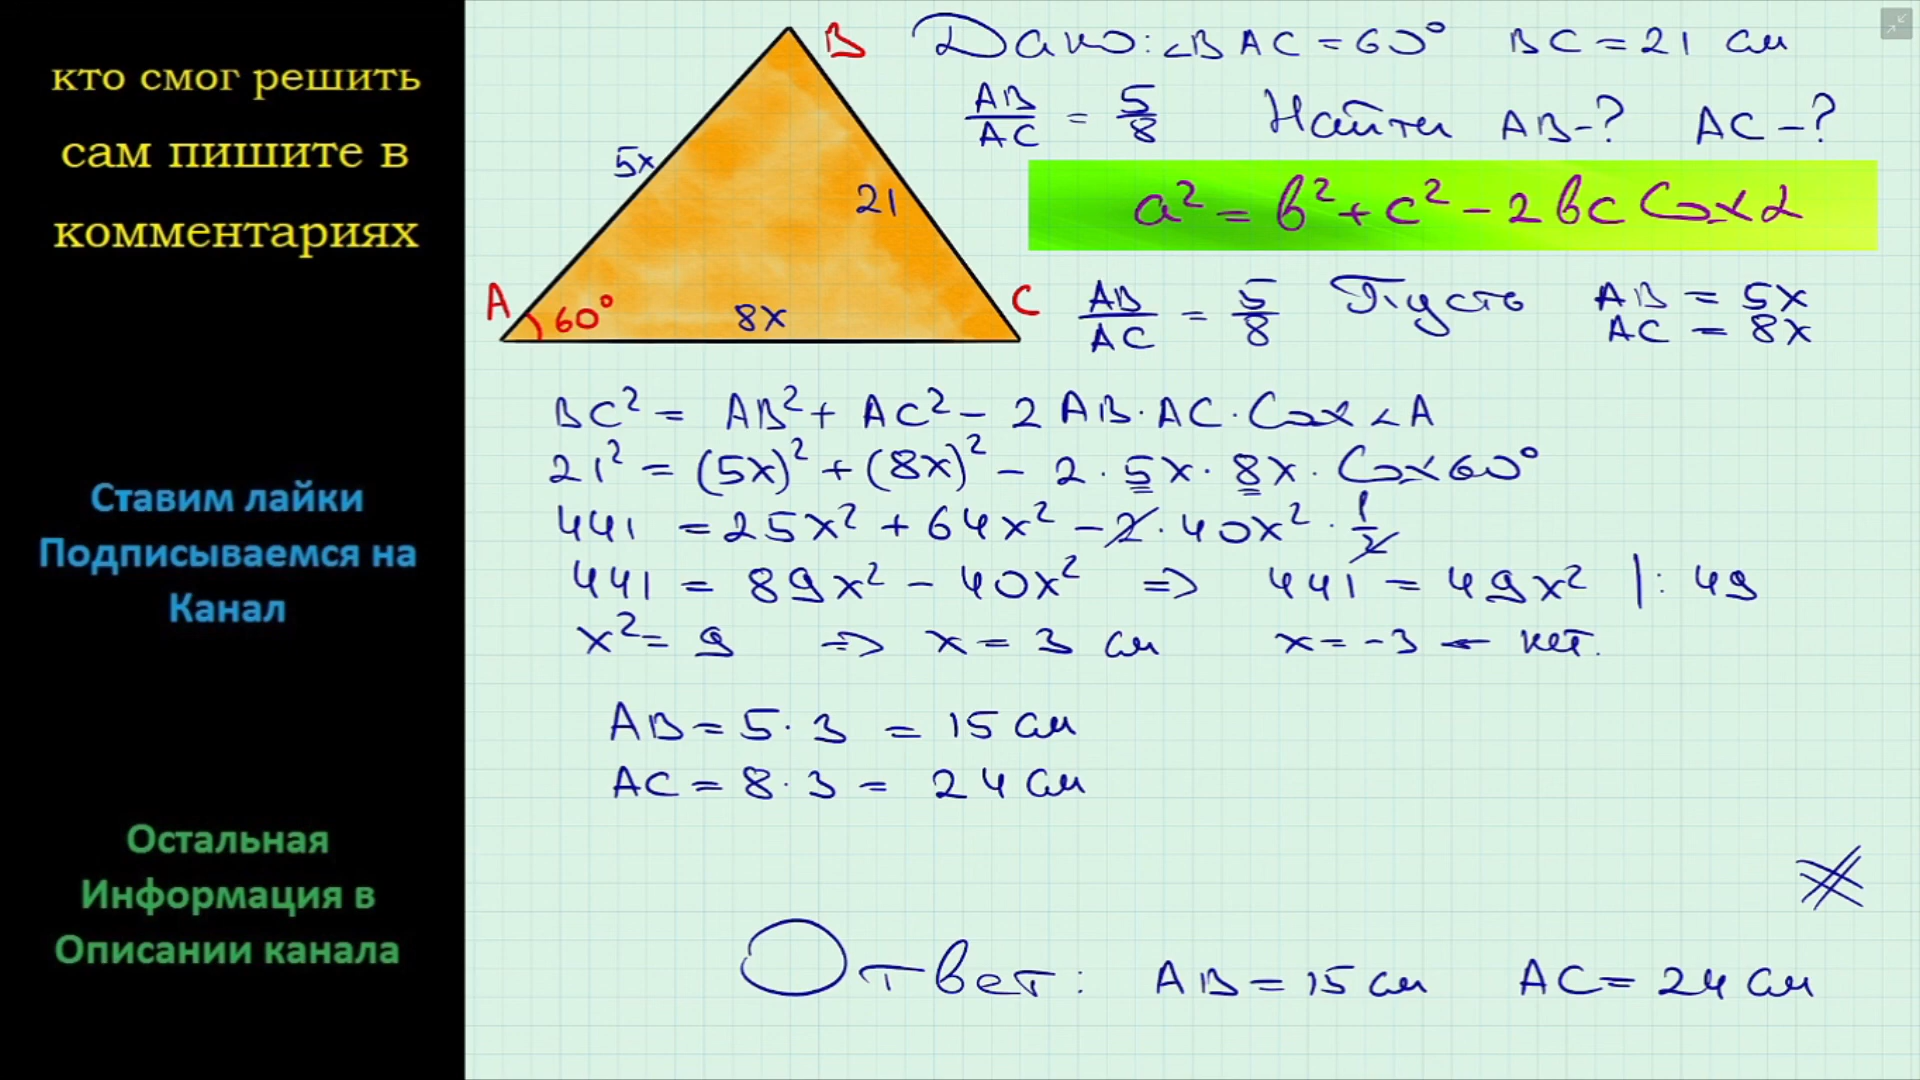 кто смог решить
сам пишите в
комментариях
Ставим лайки
Подписываемся на
Канал
Остальная
Информация в
Описании канала
B
5x
21
A
60°
8x
C
Дано: ∠BAC = 60° BC = 21 см
AB/AC = 5/8 Найти AB-? AC-?
a² = b² + c² - 2bc Cos α
AB/AC = 5/8 Пусть AB = 5x
AC = 8x
BC² = AB² + AC² - 2 AB · AC · Cos ∠A
21² = (5x)² + (8x)² - 2 · 5x · 8x · Cos 60°
441 = 25x² + 64x² - 2 · 40x² · 1/2
441 = 89x² - 40x² => 441 = 49x² |: 49
x² = 9 => x = 3 см x = -3 ← нет.
AB = 5 · 3 = 15 см
AC = 8 · 3 = 24 см
Ответ: AB = 15 см AC = 24 см